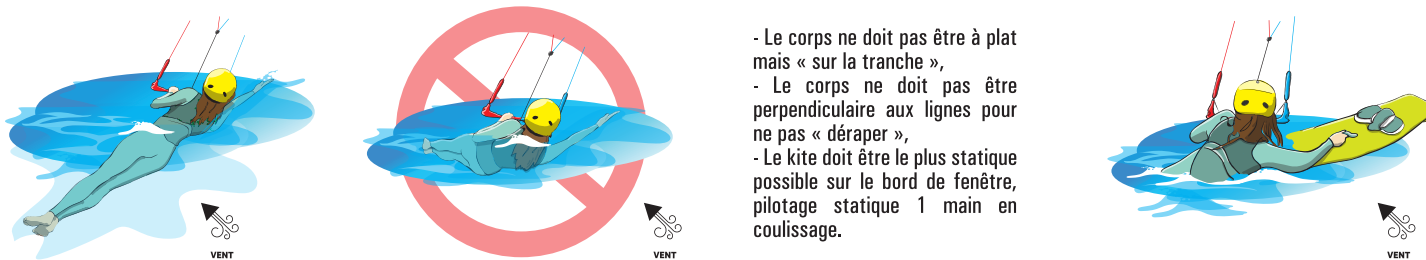 - Le corps ne doit pas être à plat
mais « sur la tranche »,
- Le corps ne doit pas être
perpendiculaire aux lignes pour
ne pas « déraper »,
- Le kite doit être le plus statique
possible sur le bord de fenêtre,
pilotage statique 1 main en
coulissage.
VENT
VENT
VENT